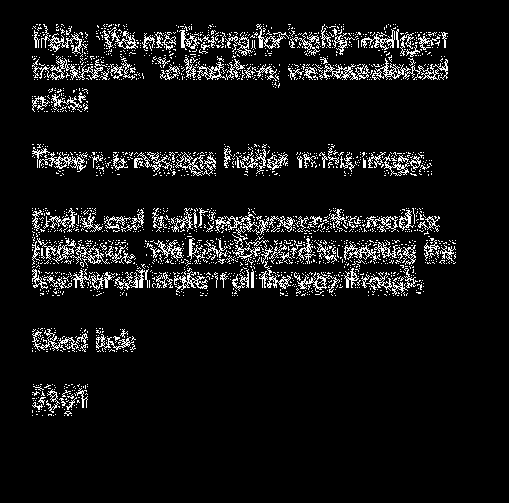 Hello. We are looking for highly intelligent
individuals. To find them, we have devised
a test.
There is a message hidden in this image.
Find it, and it will lead you on the road to
finding us. We look forward to meeting the
few that will make it all the way through.
Good luck.
3301